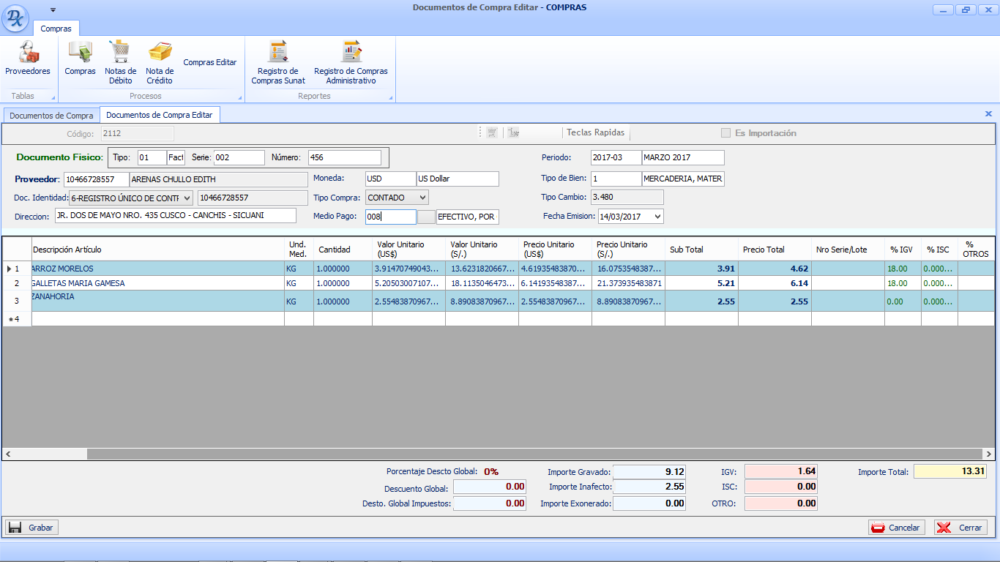 Documentos de Compra Editar - COMPRAS
Compras
Proveedores
Compras
Notas de
Débito
Nota de
Crédito
Compras Editar
Registro de
Compras Sunat
Registro de Compras
Administrativo
Tablas
Procesos
Reportes
Documentos de Compra
Documentos de Compra Editar
Código: 2112
Teclas Rapidas
Es Importación
Documento Fisico: Tipo: 01 Fact Serie: 002 Número: 456
Periodo: 2017-03 MARZO 2017
Proveedor: 10466728557 ARENAS CHULLO EDITH
Moneda: USD US Dollar
Tipo de Bien: 1 MERCADERIA, MATER
Doc. Identidad: 6-REGISTRO ÚNICO DE CONTF 10466728557
Tipo Compra: CONTADO
Tipo Cambio: 3.480
Direccion: JR. DOS DE MAYO NRO. 435 CUSCO - CANCHIS - SICUANI
Medio Pago: 008 EFECTIVO, POR
Fecha Emision: 14/03/2017
Descripción Artículo Und. Med. Cantidad Valor Unitario (US$) Valor Unitario (S/.) Precio Unitario (US$) Precio Unitario (S/.) Sub Total Precio Total Nro Serie/Lote % IGV % ISC % OTROS
1 ARROZ MORELOS KG 1.000000 3.91470749043... 13.6231820667... 4.61935483870... 16.0753548387... 3.91 4.62 18.00 0.000...
2 GALLETAS MARIA GAMESA KG 1.000000 5.20503007107... 18.1135046473... 6.14193548387... 21.373935483871 5.21 6.14 18.00 0.000...
3 ZANAHORIA KG 1.000000 2.55483870967... 8.89083870967... 2.55483870967... 8.89083870967... 2.55 2.55 0.00 0.000...
4
Porcentaje Descto Global: 0% Importe Gravado: 9.12 IGV: 1.64 Importe Total: 13.31
Descuento Global: 0.00 Importe Inafecto: 2.55 ISC: 0.00
Desto. Global Impuestos: 0.00 Importe Exonerado: 0.00 OTRO: 0.00
Grabar
Cancelar
Cerrar